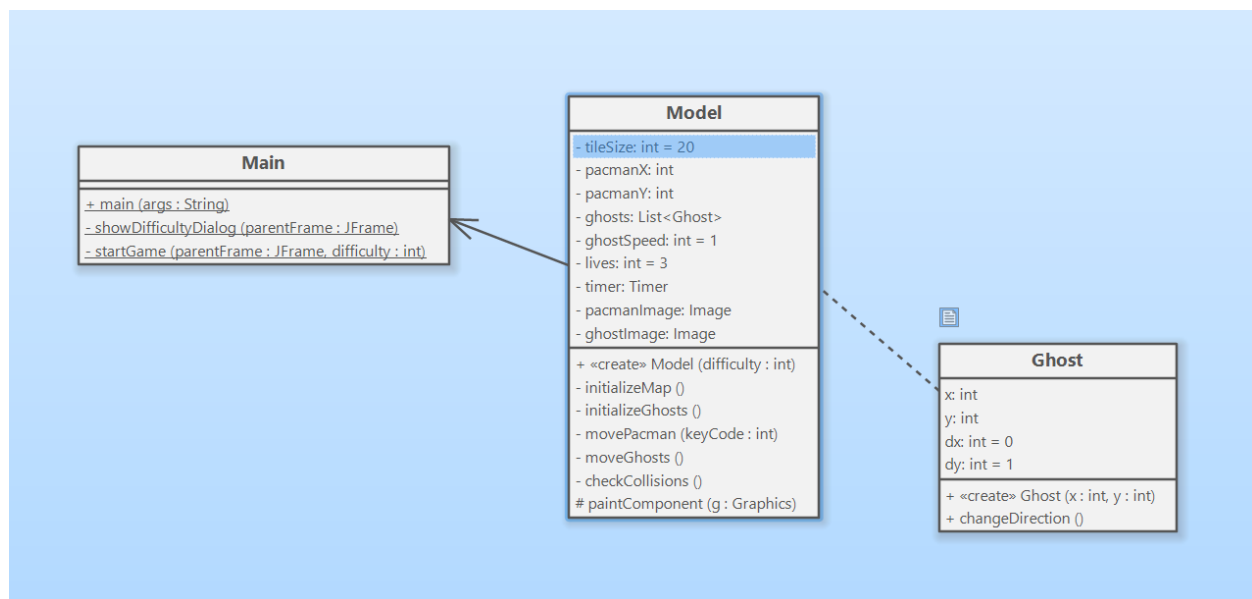 Main
+ main (args : String)
- showDifficultyDialog (parentFrame : JFrame)
- startGame (parentFrame : JFrame, difficulty : int)
Model
- tileSize: int = 20
- pacmanX: int
- pacmanY: int
- ghosts: List<Ghost>
- ghostSpeed: int = 1
- lives: int = 3
- timer: Timer
- pacmanImage: Image
- ghostImage: Image
+ «create» Model (difficulty : int)
- initializeMap ()
- initializeGhosts ()
- movePacman (keyCode : int)
- moveGhosts ()
- checkCollisions ()
# paintComponent (g : Graphics)
Ghost
x: int
y: int
dx: int = 0
dy: int = 1
+ «create» Ghost (x : int, y : int)
+ changeDirection ()